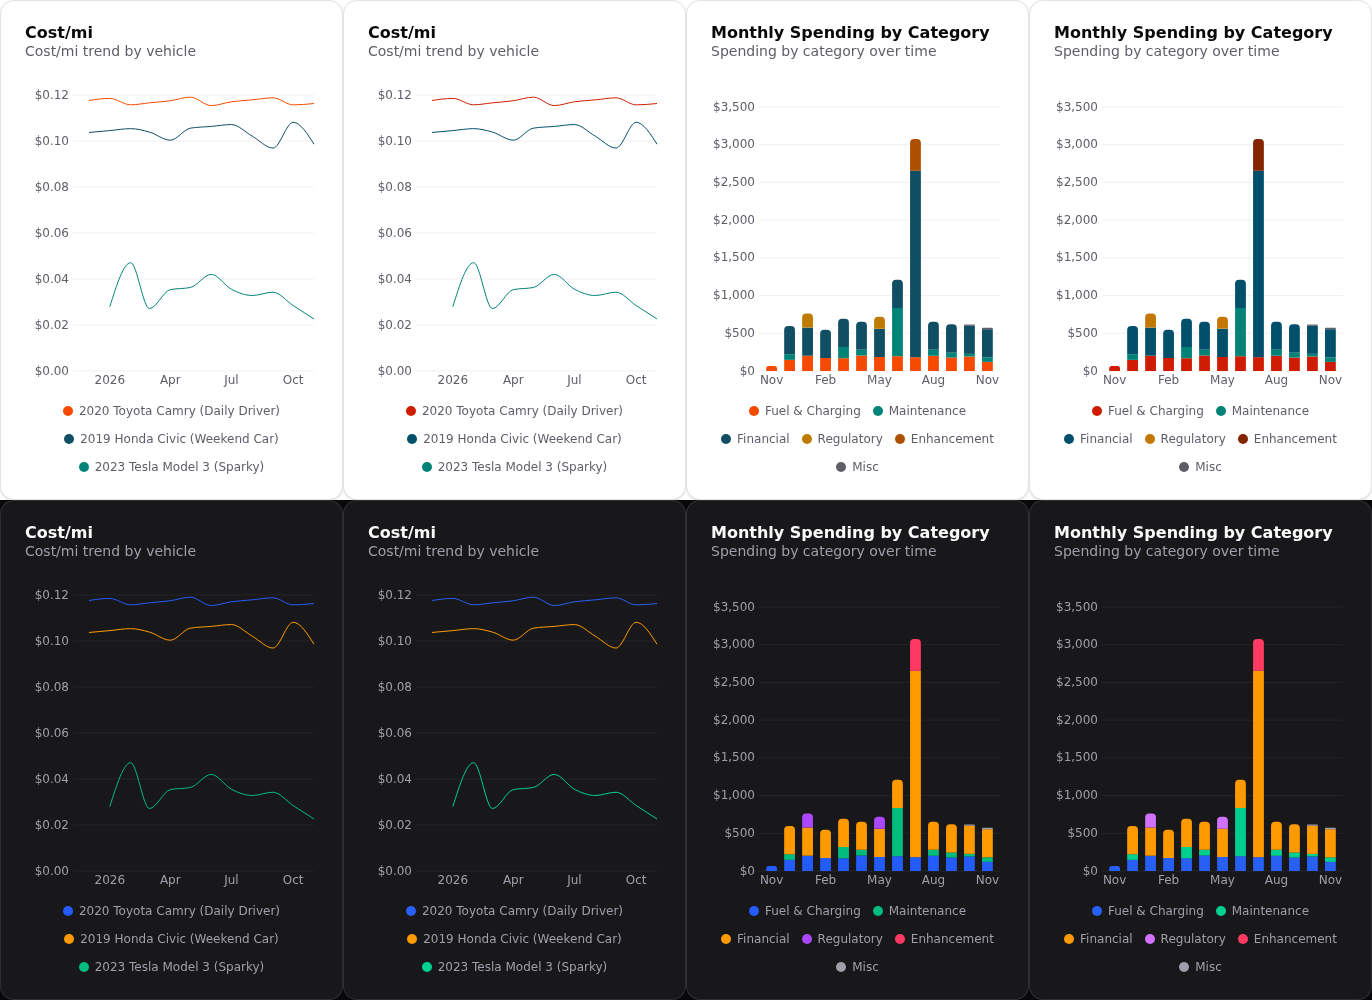 Cost/mi
Cost/mi trend by vehicle
$0.12
$0.10
$0.08
$0.06
$0.04
$0.02
$0.00
2026 Apr Jul Oct
2020 Toyota Camry (Daily Driver)
2019 Honda Civic (Weekend Car)
2023 Tesla Model 3 (Sparky)
Cost/mi
Cost/mi trend by vehicle
$0.12
$0.10
$0.08
$0.06
$0.04
$0.02
$0.00
2026 Apr Jul Oct
2020 Toyota Camry (Daily Driver)
2019 Honda Civic (Weekend Car)
2023 Tesla Model 3 (Sparky)
Monthly Spending by Category
Spending by category over time
$3,500
$3,000
$2,500
$2,000
$1,500
$1,000
$500
$0
Nov Feb May Aug Nov
Fuel & Charging Maintenance
Financial Regulatory Enhancement
Misc
Monthly Spending by Category
Spending by category over time
$3,500
$3,000
$2,500
$2,000
$1,500
$1,000
$500
$0
Nov Feb May Aug Nov
Fuel & Charging Maintenance
Financial Regulatory Enhancement
Misc
Cost/mi
Cost/mi trend by vehicle
$0.12
$0.10
$0.08
$0.06
$0.04
$0.02
$0.00
2026 Apr Jul Oct
2020 Toyota Camry (Daily Driver)
2019 Honda Civic (Weekend Car)
2023 Tesla Model 3 (Sparky)
Cost/mi
Cost/mi trend by vehicle
$0.12
$0.10
$0.08
$0.06
$0.04
$0.02
$0.00
2026 Apr Jul Oct
2020 Toyota Camry (Daily Driver)
2019 Honda Civic (Weekend Car)
2023 Tesla Model 3 (Sparky)
Monthly Spending by Category
Spending by category over time
$3,500
$3,000
$2,500
$2,000
$1,500
$1,000
$500
$0
Nov Feb May Aug Nov
Fuel & Charging Maintenance
Financial Regulatory Enhancement
Misc
Monthly Spending by Category
Spending by category over time
$3,500
$3,000
$2,500
$2,000
$1,500
$1,000
$500
$0
Nov Feb May Aug Nov
Fuel & Charging Maintenance
Financial Regulatory Enhancement
Misc